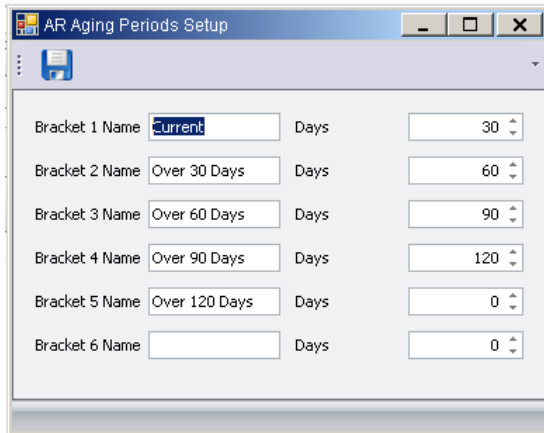 AR Aging Periods Setup
Bracket 1 Name Current Days 30
Bracket 2 Name Over 30 Days Days 60
Bracket 3 Name Over 60 Days Days 90
Bracket 4 Name Over 90 Days Days 120
Bracket 5 Name Over 120 Days Days 0
Bracket 6 Name Days 0